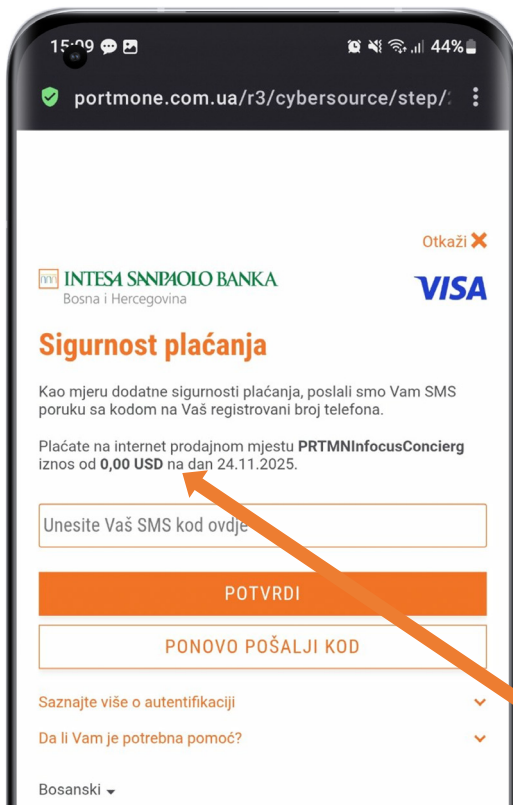 15:09 44%
portmone.com.ua/r3/cybersource/step/
Otkaži
INTESA SANPAOLO BANKA
Bosna i Hercegovina
VISA
Sigurnost plaćanja
Kao mjeru dodatne sigurnosti plaćanja, poslali smo Vam SMS
poruku sa kodom na Vaš registrovani broj telefona.
Plaćate na internet prodajnom mjestu PRTMNInfocusConcierg
iznos od 0,00 USD na dan 24.11.2025.
Unesite Vaš SMS kod ovdje
POTVRDI
PONOVO POŠALJI KOD
Saznajte više o autentifikaciji
Da li Vam je potrebna pomoć?
Bosanski